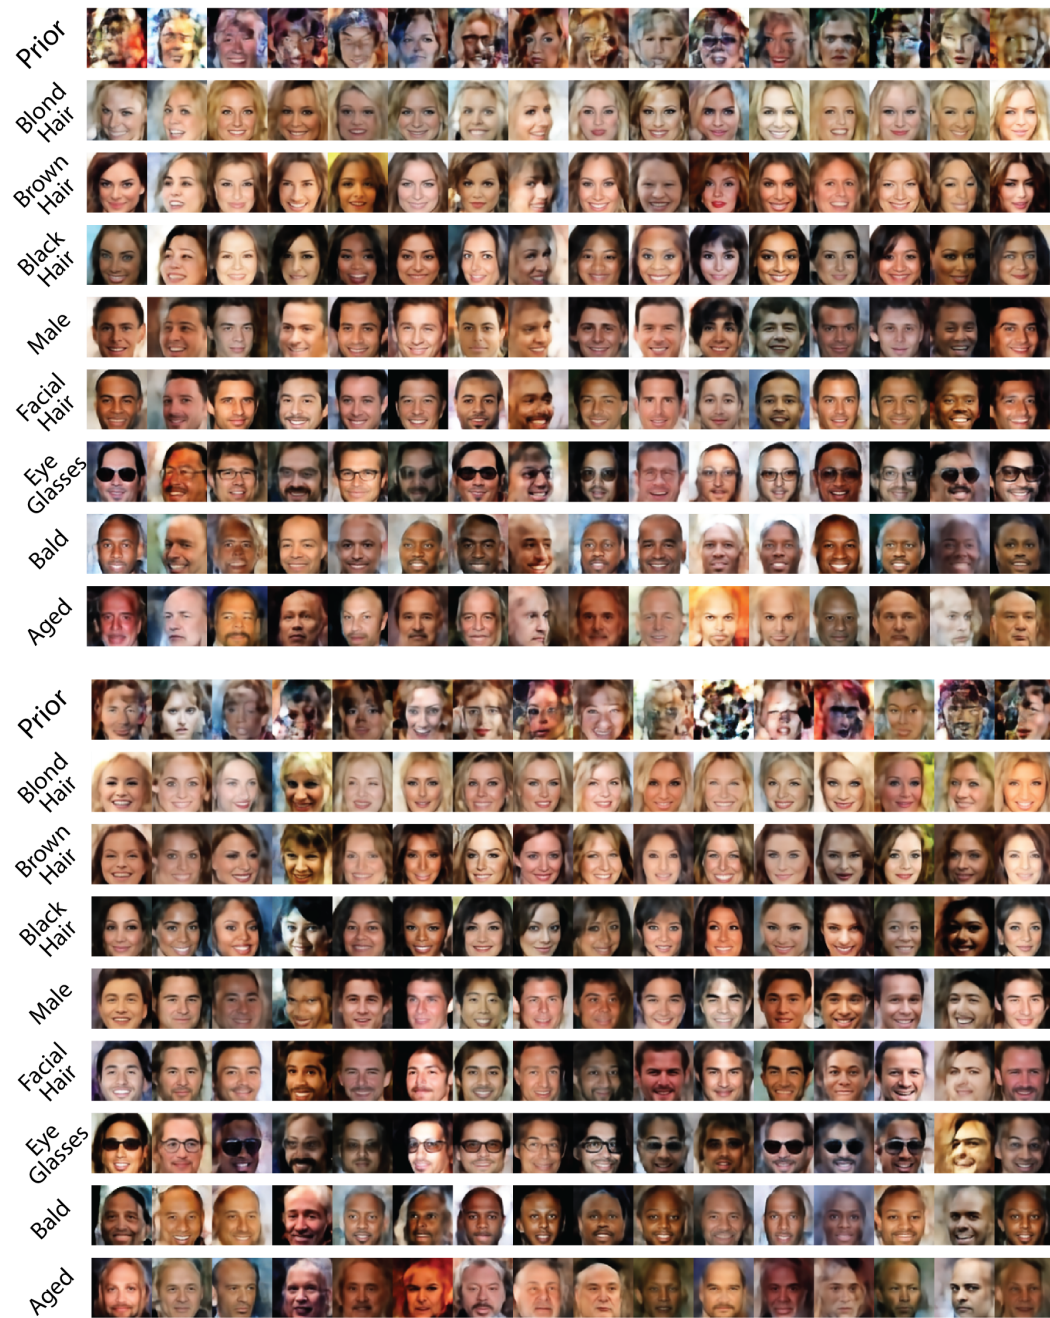 Prior
Blond
Hair
Brown
Hair
Black
Hair
Male
Facial
Hair
Eye
Glasses
Bald
Aged
Prior
Blond
Hair
Brown
Hair
Black
Hair
Male
Facial
Hair
Eye
Glasses
Bald
Aged